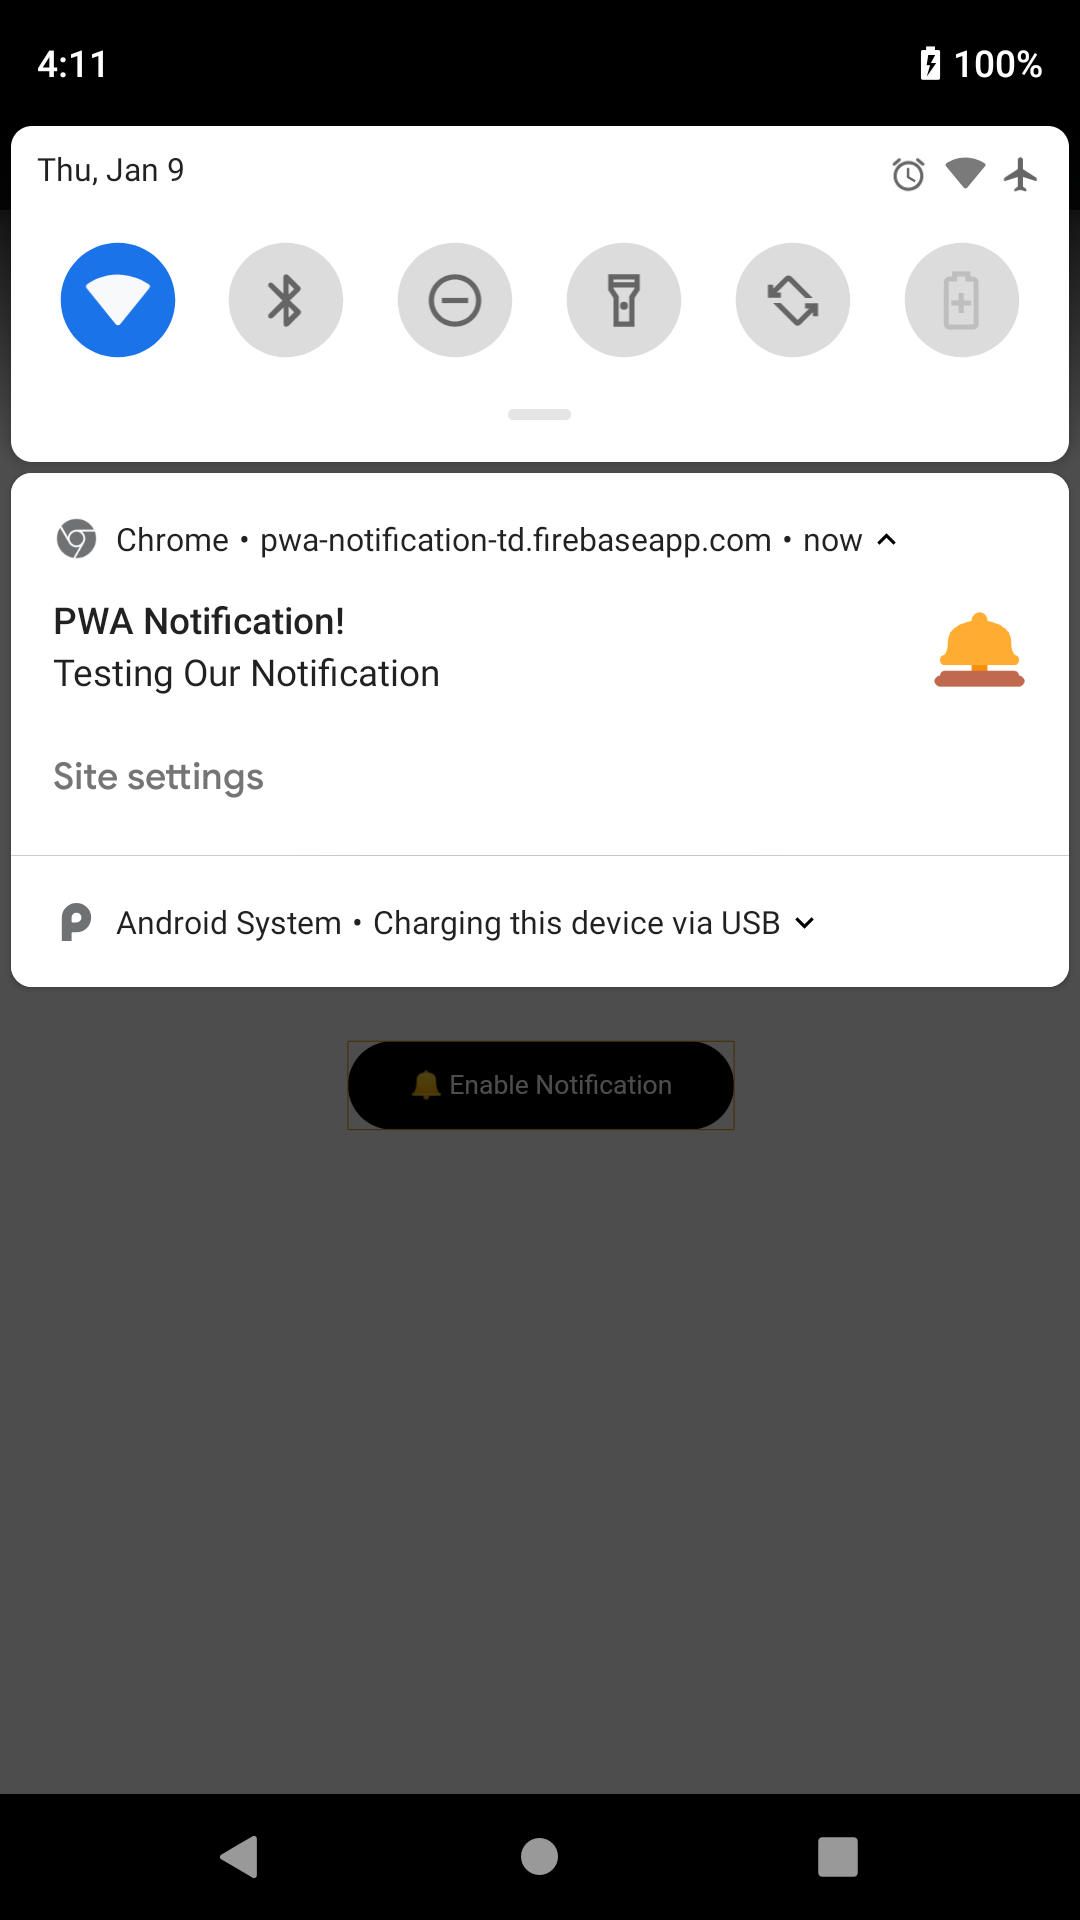 4:11 100%
Thu, Jan 9
Chrome • pwa-notification-td.firebaseapp.com • now
PWA Notification!
Testing Our Notification
Site settings
Android System • Charging this device via USB
Enable Notification